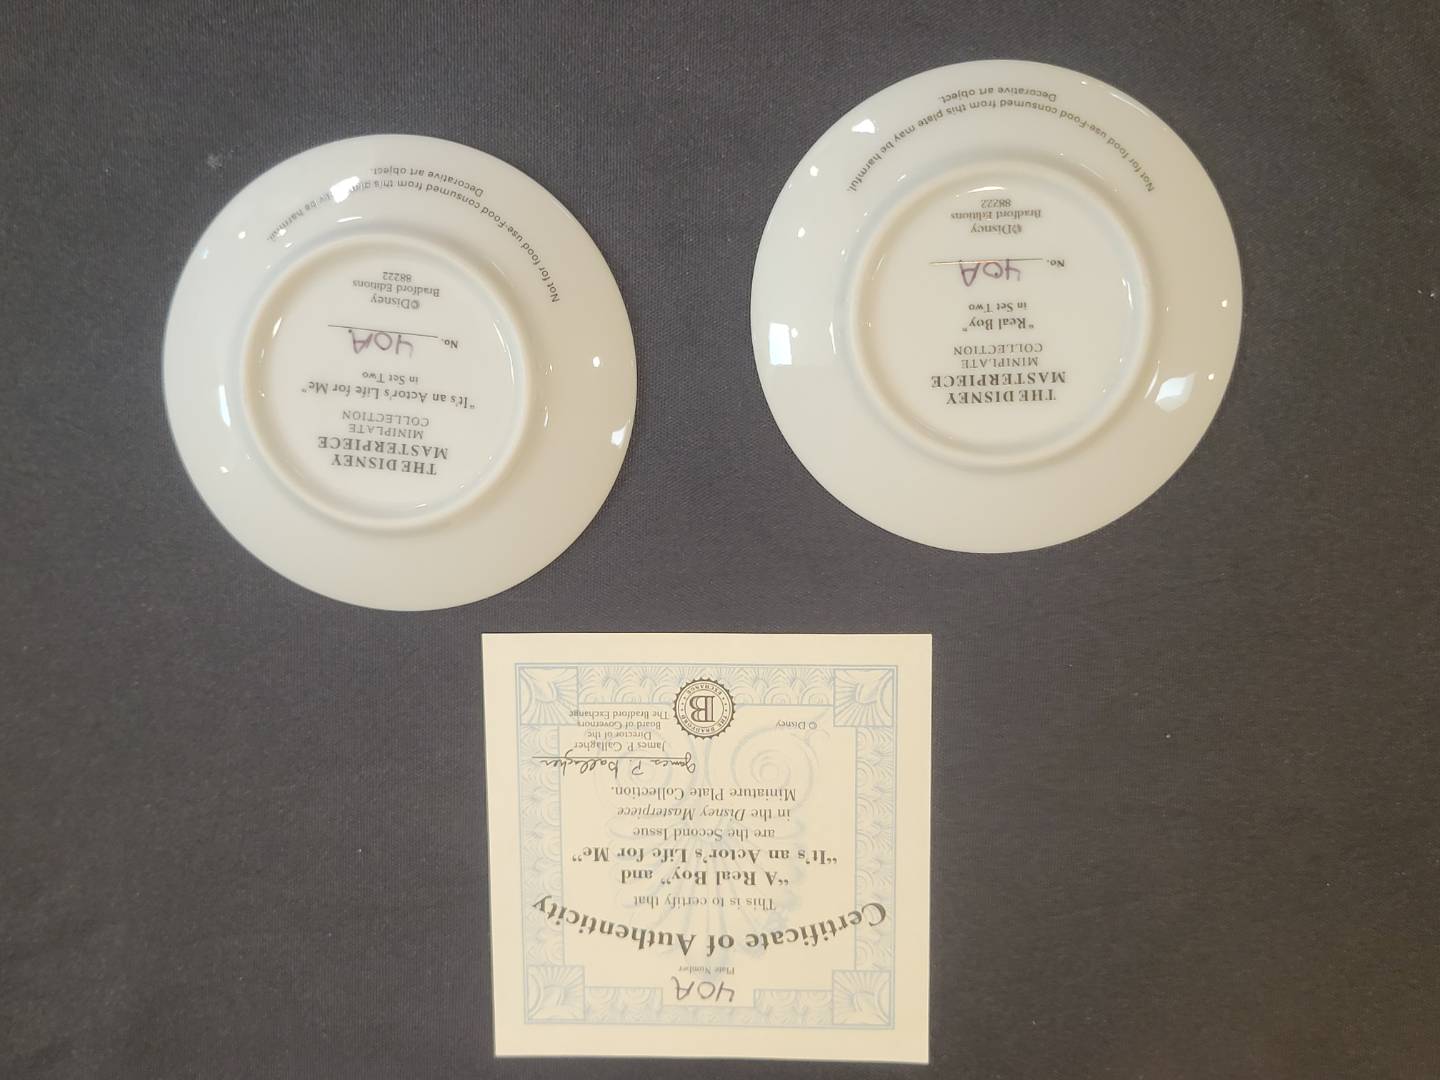 THE DISNEY
MASTERPIECE
MINIPLATE
COLLECTION
"It's an Actor's Life for Me"
in Set Two
No. 40A
©Disney
Bradford Editions
88222
Not for food use-Food consumed from this plate may be harmful.
Decorative art object.
THE DISNEY
MASTERPIECE
MINIPLATE
COLLECTION
"Real Boy"
in Set Two
No. 40A
©Disney
Bradford Editions
88222
Not for food use-Food consumed from this plate may be harmful.
Decorative art object.
40A
Plate Number
Certificate of Authenticity
This is to certify that
"A Real Boy" and
"It's an Actor's Life for Me"
are the Second Issue
in the Disney Masterpiece
Miniature Plate Collection.
James P. Gallagher
James P. Gallagher
Director of the
Board of Governors
The Bradford Exchange
© Disney
THE BRADFORD EXCHANGE
B